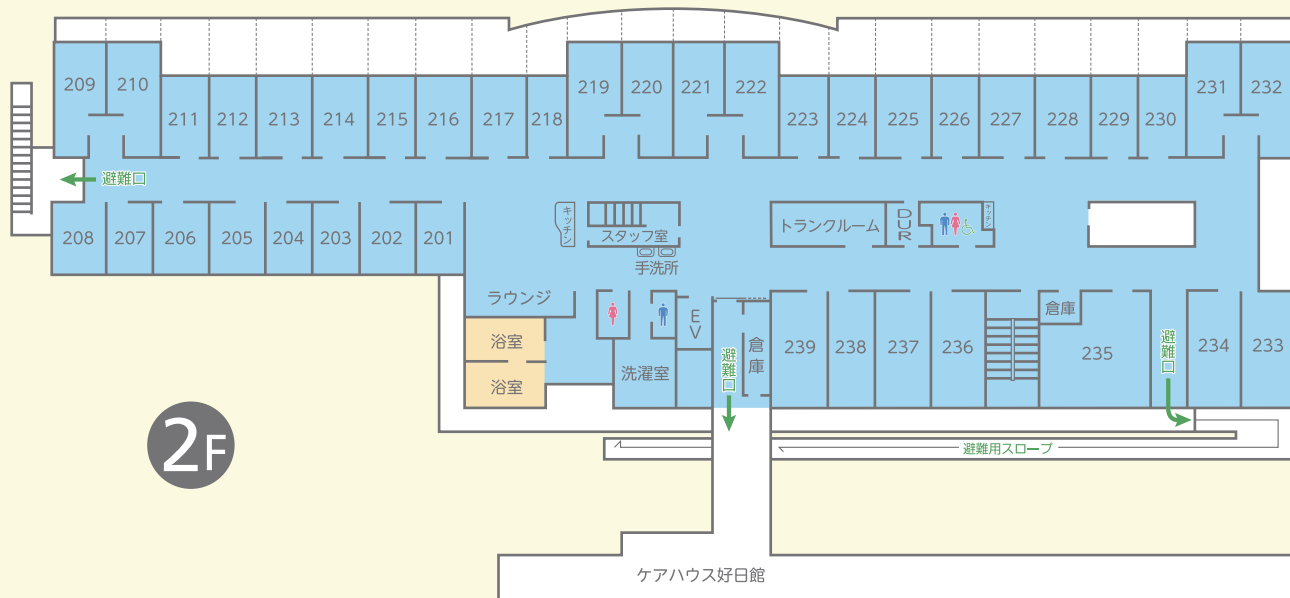 209
210
211
212
213
214
215
216
217
218
219
220
221
222
223
224
225
226
227
228
229
230
231
232
避難口
208
207
206
205
204
203
202
201
キッチン
スタッフ室
手洗所
トランクルーム
DUR
キッチン
ラウンジ
浴室
浴室
洗濯室
EV
避難口
倉庫
239
238
237
236
倉庫
235
避難口
234
233
2F
避難用スロープ
ケアハウス好日館